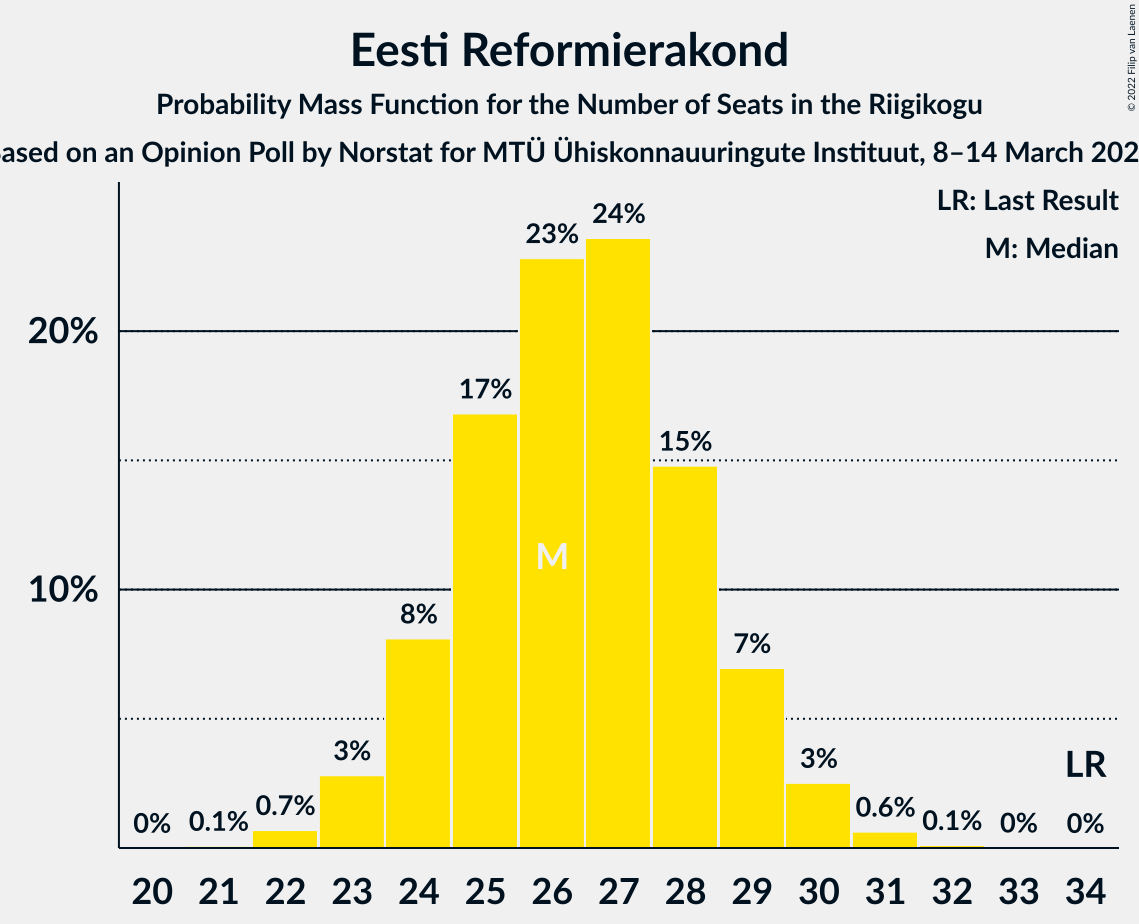 Eesti Reformierakond
Probability Mass Function for the Number of Seats in the Riigikogu
ased on an Opinion Poll by Norstat for MTÜ Ühiskonnauuringute Instituut, 8–14 March 202
© 2022 Filip van Laenen
LR: Last Result
M: Median
24%
23%
20%
17%
15%
M
10%
8%
7%
3%
3%
LR
0%
0.1%
0.7%
0.6%
0.1%
0%
0%
20 21 22 23 24 25 26 27 28 29 30 31 32 33 34